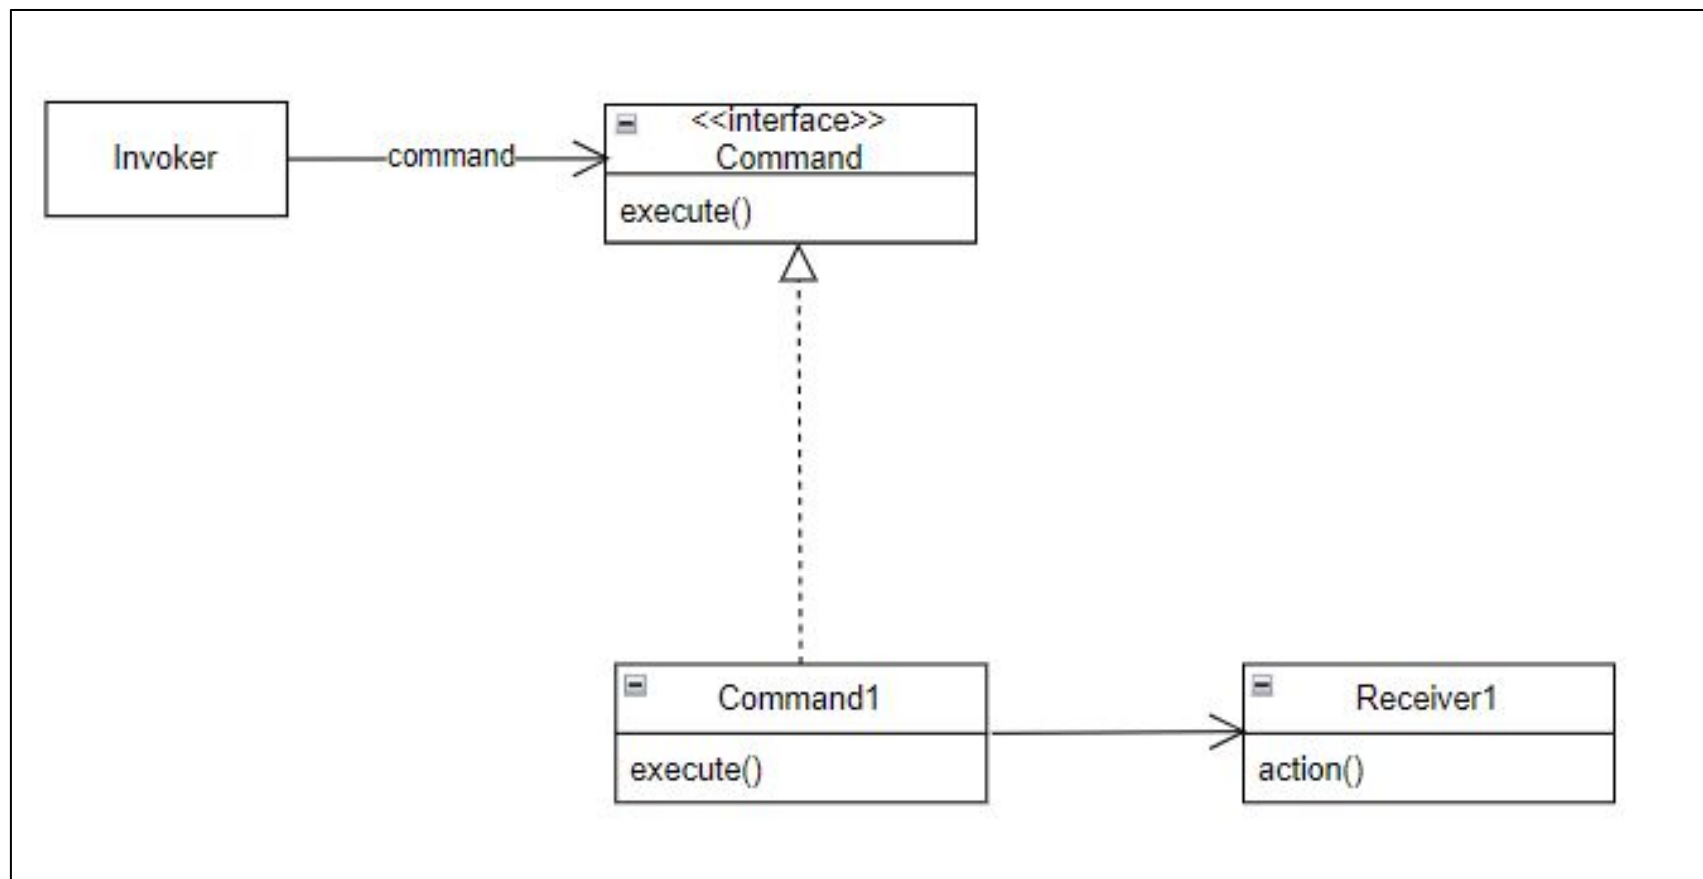 Invoker
command
<<interface>>
Command
execute()
Command1
execute()
Receiver1
action()